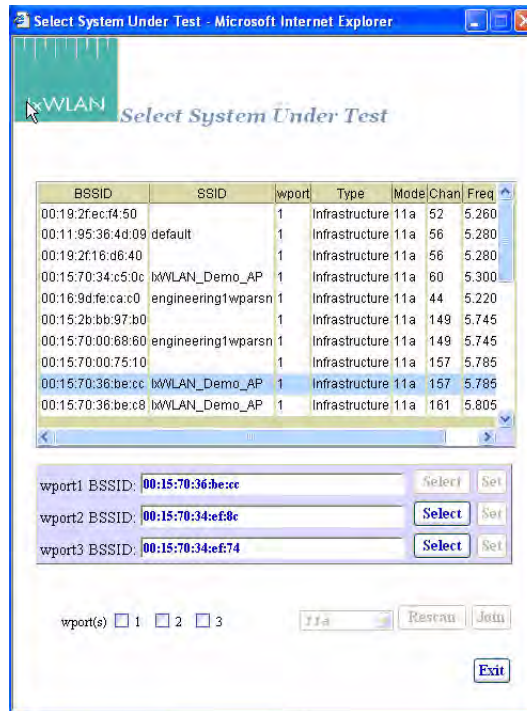 Select System Under Test - Microsoft Internet Explorer
IxWLAN
Select System Under Test
BSSID SSID wport Type Mode Chan Freq
00:19:2f:ec:f4:50 1 Infrastructure 11a 52 5.260
00:11:95:36:4d:09 default 1 Infrastructure 11a 56 5.280
00:19:2f:16:d6:40 1 Infrastructure 11a 56 5.280
00:15:70:34:c5:0c IxWLAN_Demo_AP 1 Infrastructure 11a 60 5.300
00:16:9d:fe:ca:c0 engineering1wparsn 1 Infrastructure 11a 44 5.220
00:15:2b:bb:97:b0 1 Infrastructure 11a 149 5.745
00:15:70:00:68:60 engineering1wparsn 1 Infrastructure 11a 149 5.745
00:15:70:00:75:10 1 Infrastructure 11a 157 5.785
00:15:70:36:be:cc IxWLAN_Demo_AP 1 Infrastructure 11a 157 5.785
00:15:70:36:be:c8 IxWLAN_Demo_AP 1 Infrastructure 11a 161 5.805
wport1 BSSID: 00:15:70:36:be:cc Select Set
wport2 BSSID: 00:15:70:34:ef:8c Select Set
wport3 BSSID: 00:15:70:34:ef:74 Select Set
wport(s) 1 2 3 11a Rescan Join
Exit